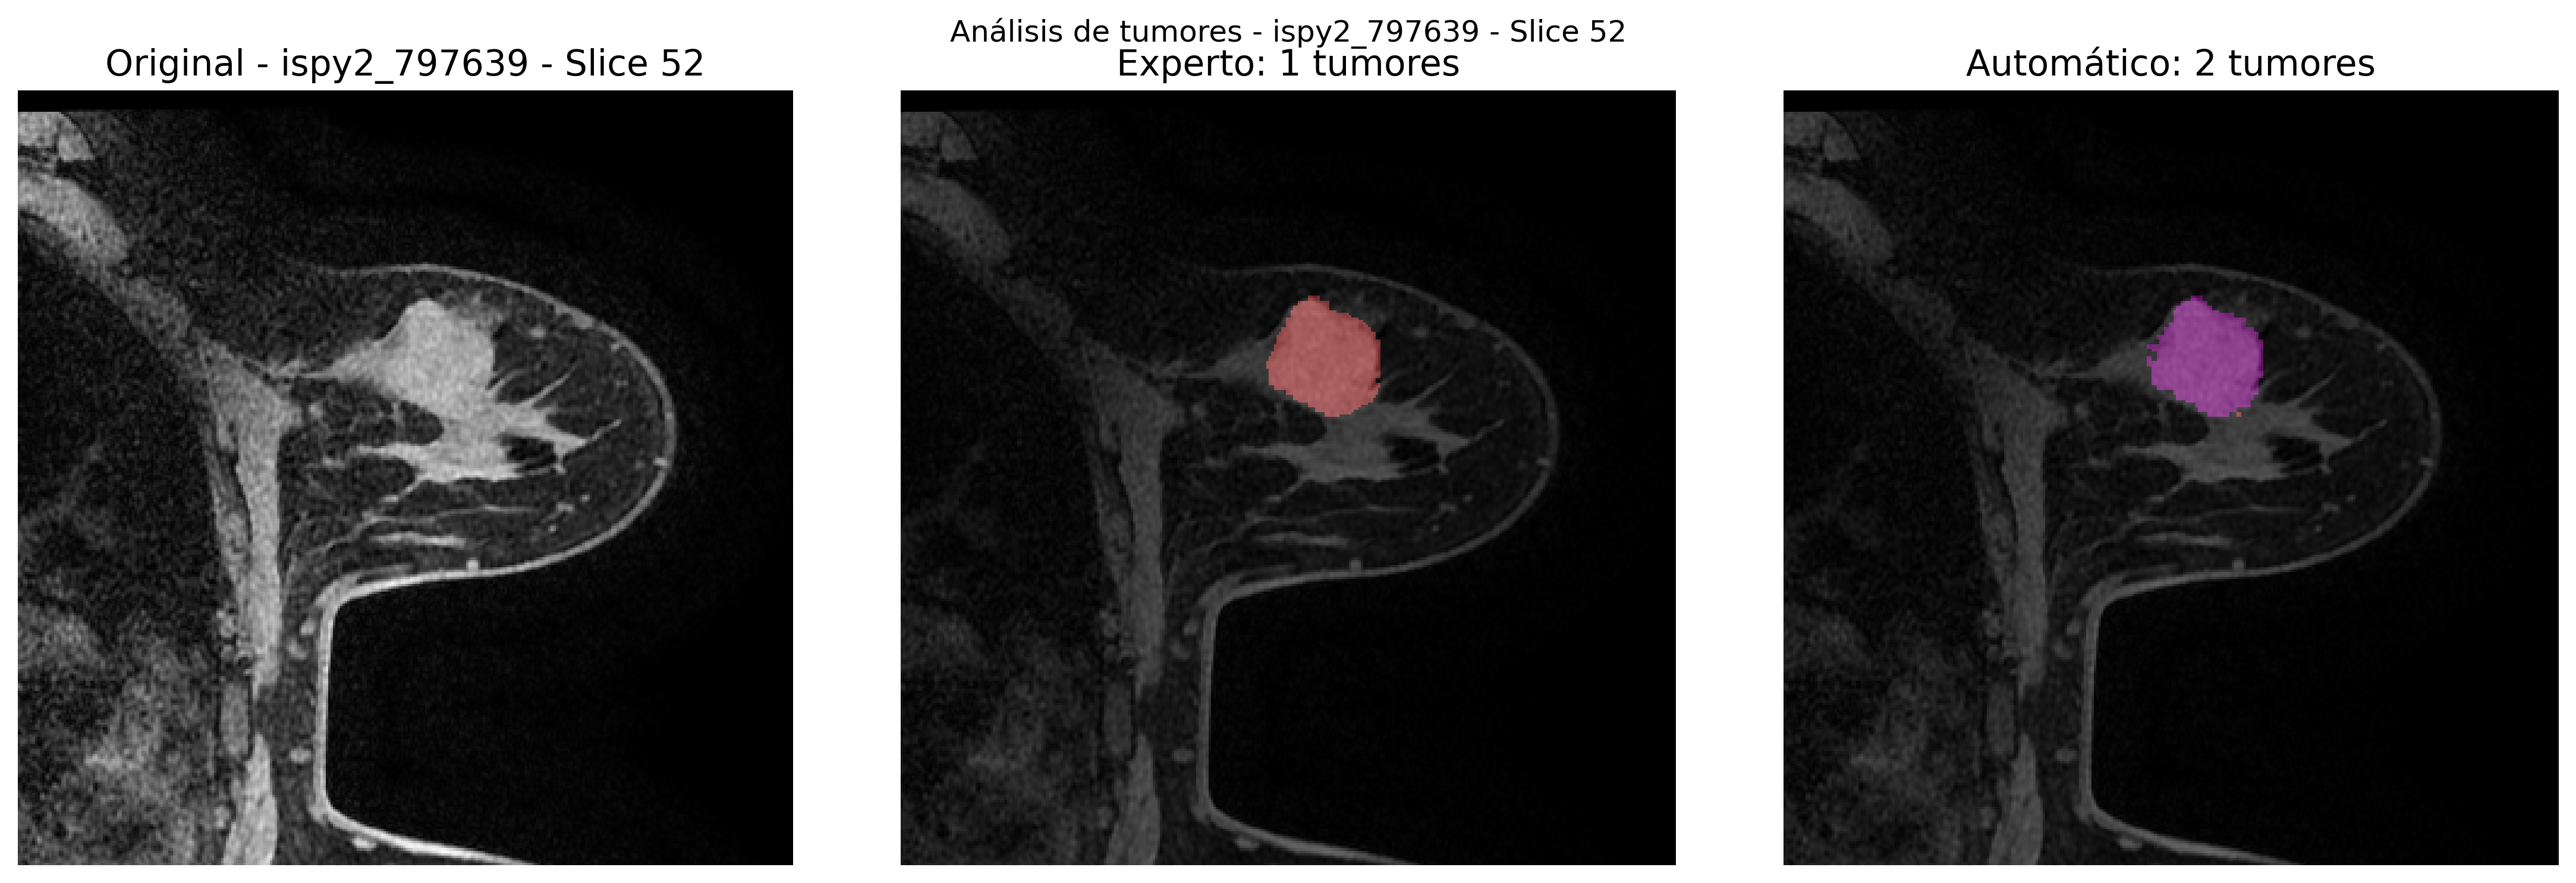 Análisis de tumores - ispy2_797639 - Slice 52
Original - ispy2_797639 - Slice 52
Experto: 1 tumores
Automático: 2 tumores